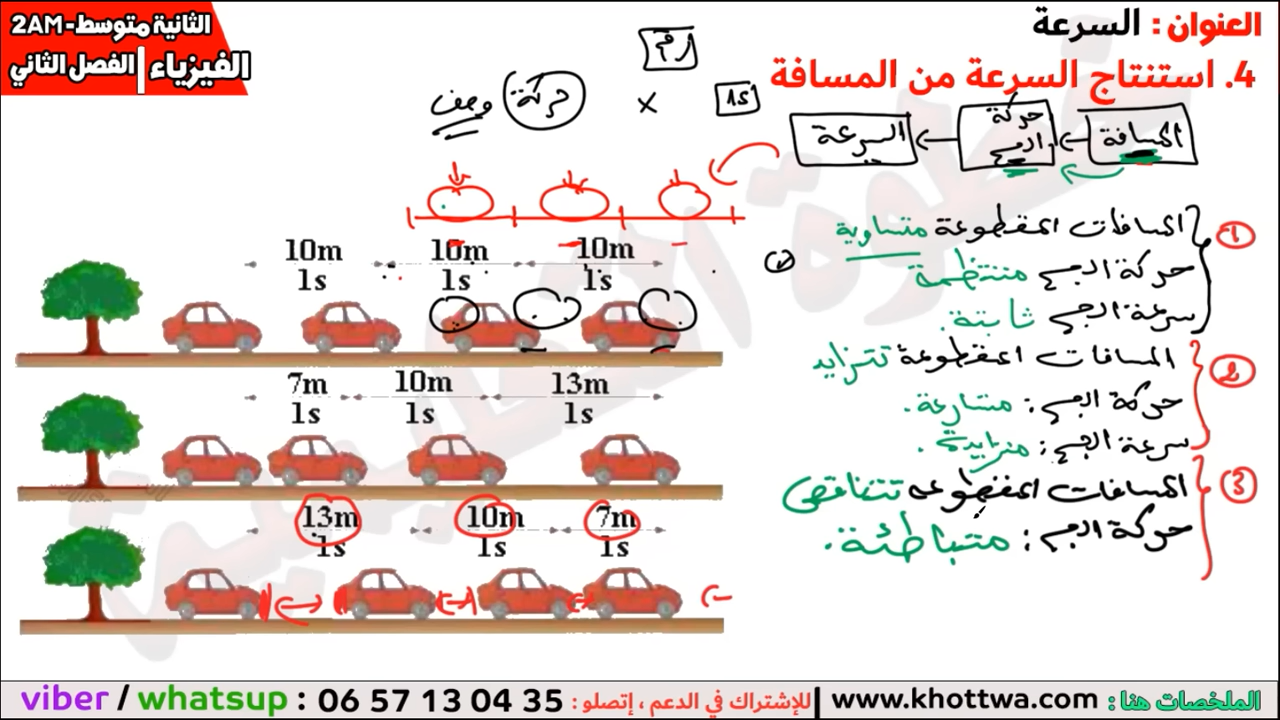 العنوان : السرعة
الثانية متوسط-2AM
الفيزياء | الفصل الثاني
4. استنتاج السرعة من المسافة
المسافة
حركة
الجسم
السرعة
1s
×
حركة
وصف
1
المسافات المقطوعة متساوية
حركة الجسم منتظمة
سرعة الجسم ثابتة.
2
المسافات المقطوعة تتزايد
حركة الجسم: متسارعة.
سرعة الجسم: متزايدة.
3
المسافات المقطوعة تتناقص
حركة الجسم: متباطئة.
10m 10m 10m
1s 1s 1s
7m 10m 13m
1s 1s 1s
13m 10m 7m
1s 1s 1s
الملخصات هنا : www.khottwa.com | للإشتراك في الدعم ، إتصلو : viber / whatsup : 06 57 13 04 35